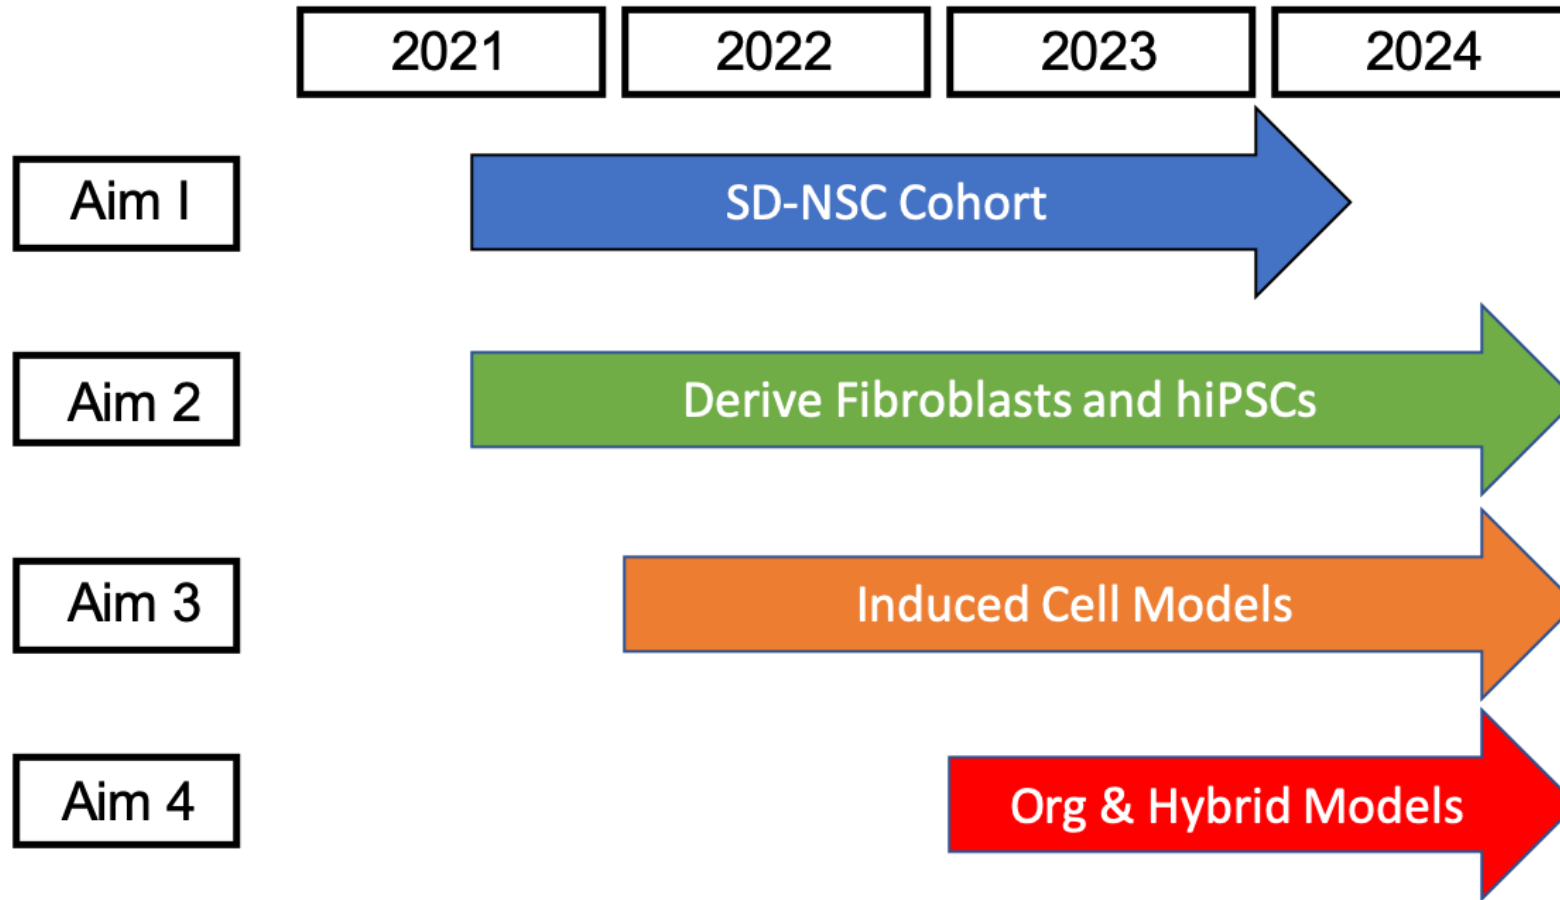 2021 2022 2023 2024
Aim I
SD-NSC Cohort
Aim 2
Derive Fibroblasts and hiPSCs
Aim 3
Induced Cell Models
Aim 4
Org & Hybrid Models